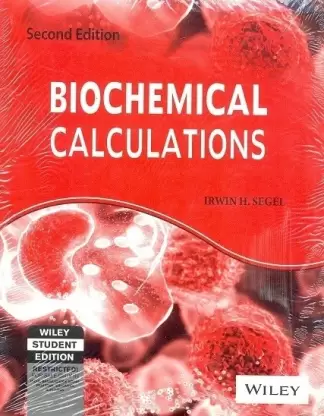 Second Edition
BIOCHEMICAL
CALCULATIONS
IRWIN H. SEGEL
WILEY
STUDENT
EDITION
RESTRICTED!
WILEY